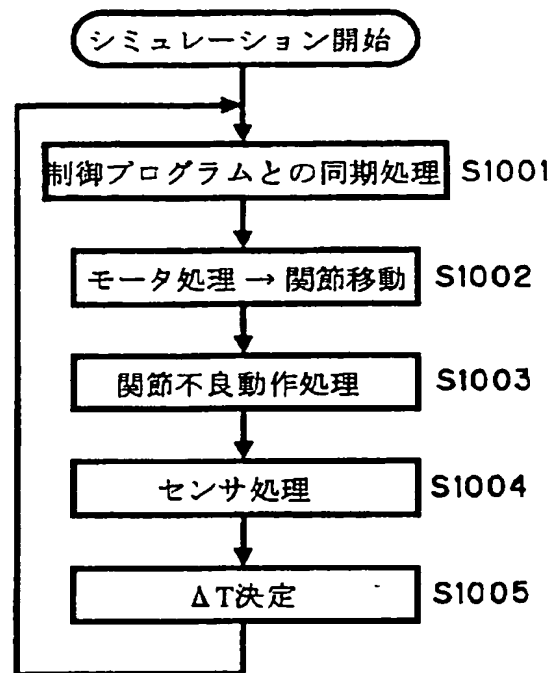 シミュレーション開始
制御プログラムとの同期処理 S1001
モータ処理 → 関節移動 S1002
関節不良動作処理 S1003
センサ処理 S1004
ΔT決定 S1005